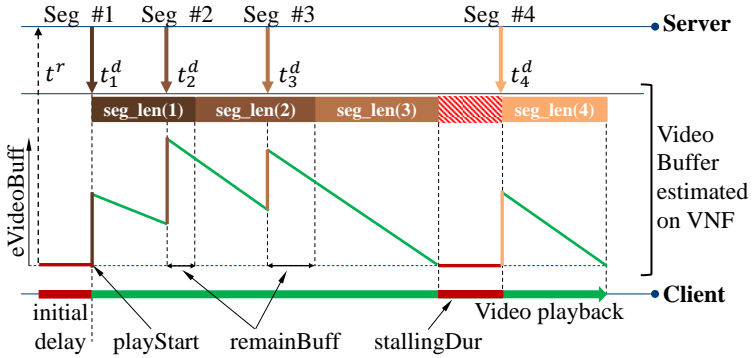 Seg #1 Seg #2 Seg #3 Seg #4 Server
t^r t_1^d t_2^d t_3^d t_4^d
seg_len(1) seg_len(2) seg_len(3) seg_len(4)
eVideoBuff
Video
Buffer
estimated
on VNF
Client
initial
delay
playStart remainBuff stallingDur
Video playback